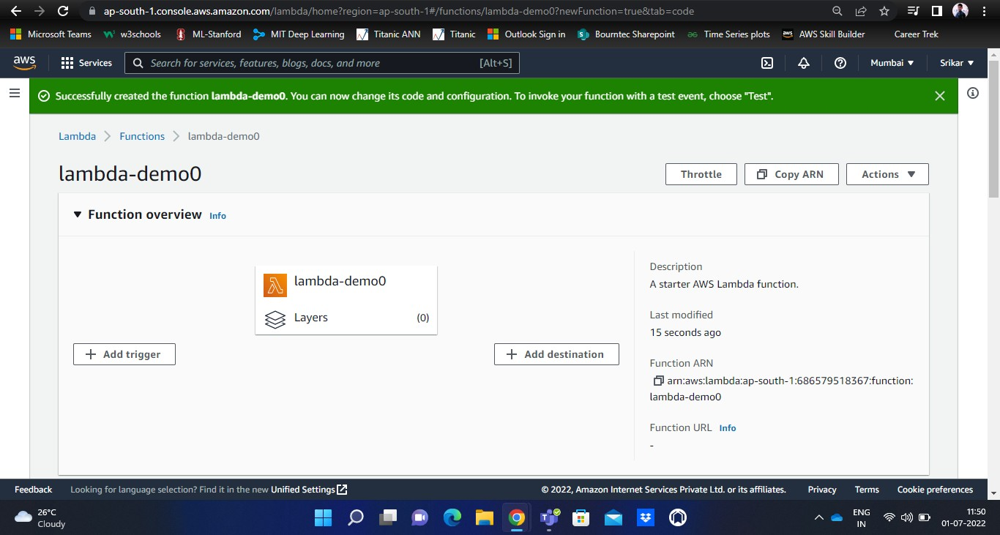 ap-south-1.console.aws.amazon.com/lambda/home?region=ap-south-1#/functions/lambda-demo0?newFunction=true&tab=code
Microsoft Teams w3schools ML-Stanford MIT Deep Learning Titanic ANN Titanic Outlook Sign in Bourntec Sharepoint Time Series plots aws AWS Skill Builder Career Trek
aws Services Search for services, features, blogs, docs, and more [Alt+S] Mumbai Srikar
Successfully created the function lambda-demo0. You can now change its code and configuration. To invoke your function with a test event, choose "Test".
Lambda Functions lambda-demo0
lambda-demo0 Throttle Copy ARN Actions
Function overview Info
lambda-demo0
Layers (0)
Add trigger
Add destination
Description
A starter AWS Lambda function.
Last modified
15 seconds ago
Function ARN
arn:aws:lambda:ap-south-1:686579518367:function:
lambda-demo0
Function URL Info
-
Feedback Looking for language selection? Find it in the new Unified Settings © 2022, Amazon Internet Services Private Ltd. or its affiliates. Privacy Terms Cookie preferences
26°C
Cloudy
ENG
IN
11:50
01-07-2022